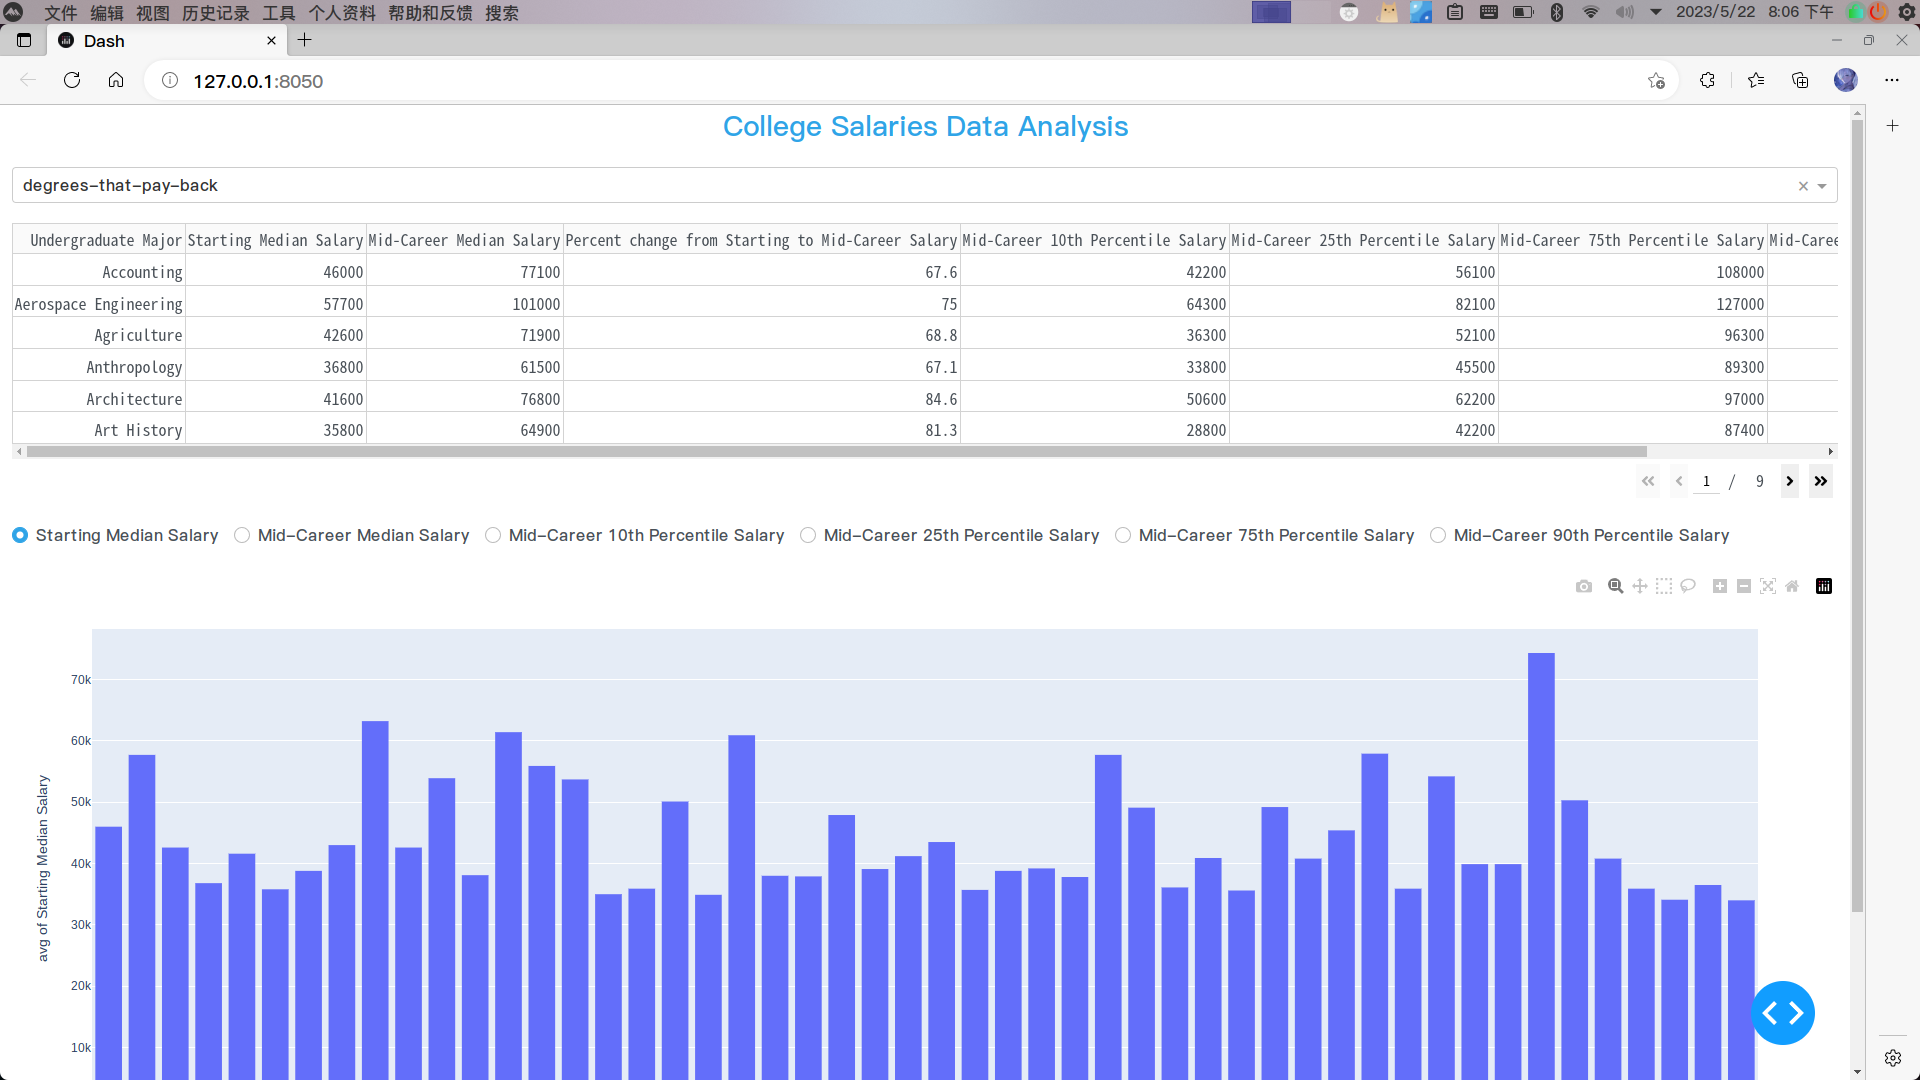 文件 编辑 视图 历史记录 工具 个人资料 帮助和反馈 搜索 2023/5/22 8:06 下午
Dash
127.0.0.1:8050
College Salaries Data Analysis
degrees-that-pay-back
Undergraduate Major Starting Median Salary Mid-Career Median Salary Percent change from Starting to Mid-Career Salary Mid-Career 10th Percentile Salary Mid-Career 25th Percentile Salary Mid-Career 75th Percentile Salary Mid-Caree
Accounting 46000 77100 67.6 42200 56100 108000
Aerospace Engineering 57700 101000 75 64300 82100 127000
Agriculture 42600 71900 68.8 36300 52100 96300
Anthropology 36800 61500 67.1 33800 45500 89300
Architecture 41600 76800 84.6 50600 62200 97000
Art History 35800 64900 81.3 28800 42200 87400
1 / 9
Starting Median Salary Mid-Career Median Salary Mid-Career 10th Percentile Salary Mid-Career 25th Percentile Salary Mid-Career 75th Percentile Salary Mid-Career 90th Percentile Salary
70k
60k
50k
40k
30k
20k
10k
avg of Starting Median Salary